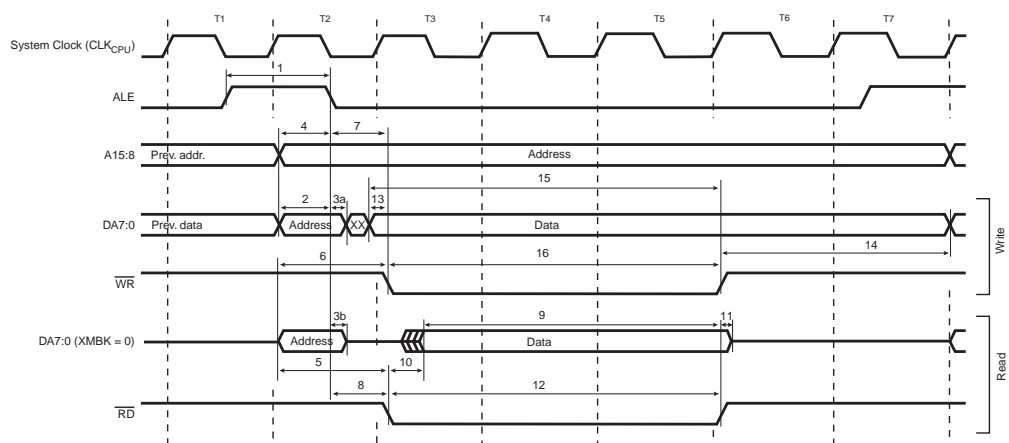 T1 T2 T3 T4 T5 T6 T7
System Clock (CLKCPU)
1
ALE
4 7
A15:8 Prev. addr. Address
15
2 3a 13
DA7:0 Prev. data Address XX Data
14
6 16
WR
Write
3b 9 11
DA7:0 (XMBK = 0) Address Data
5 10
8 12
RD
Read